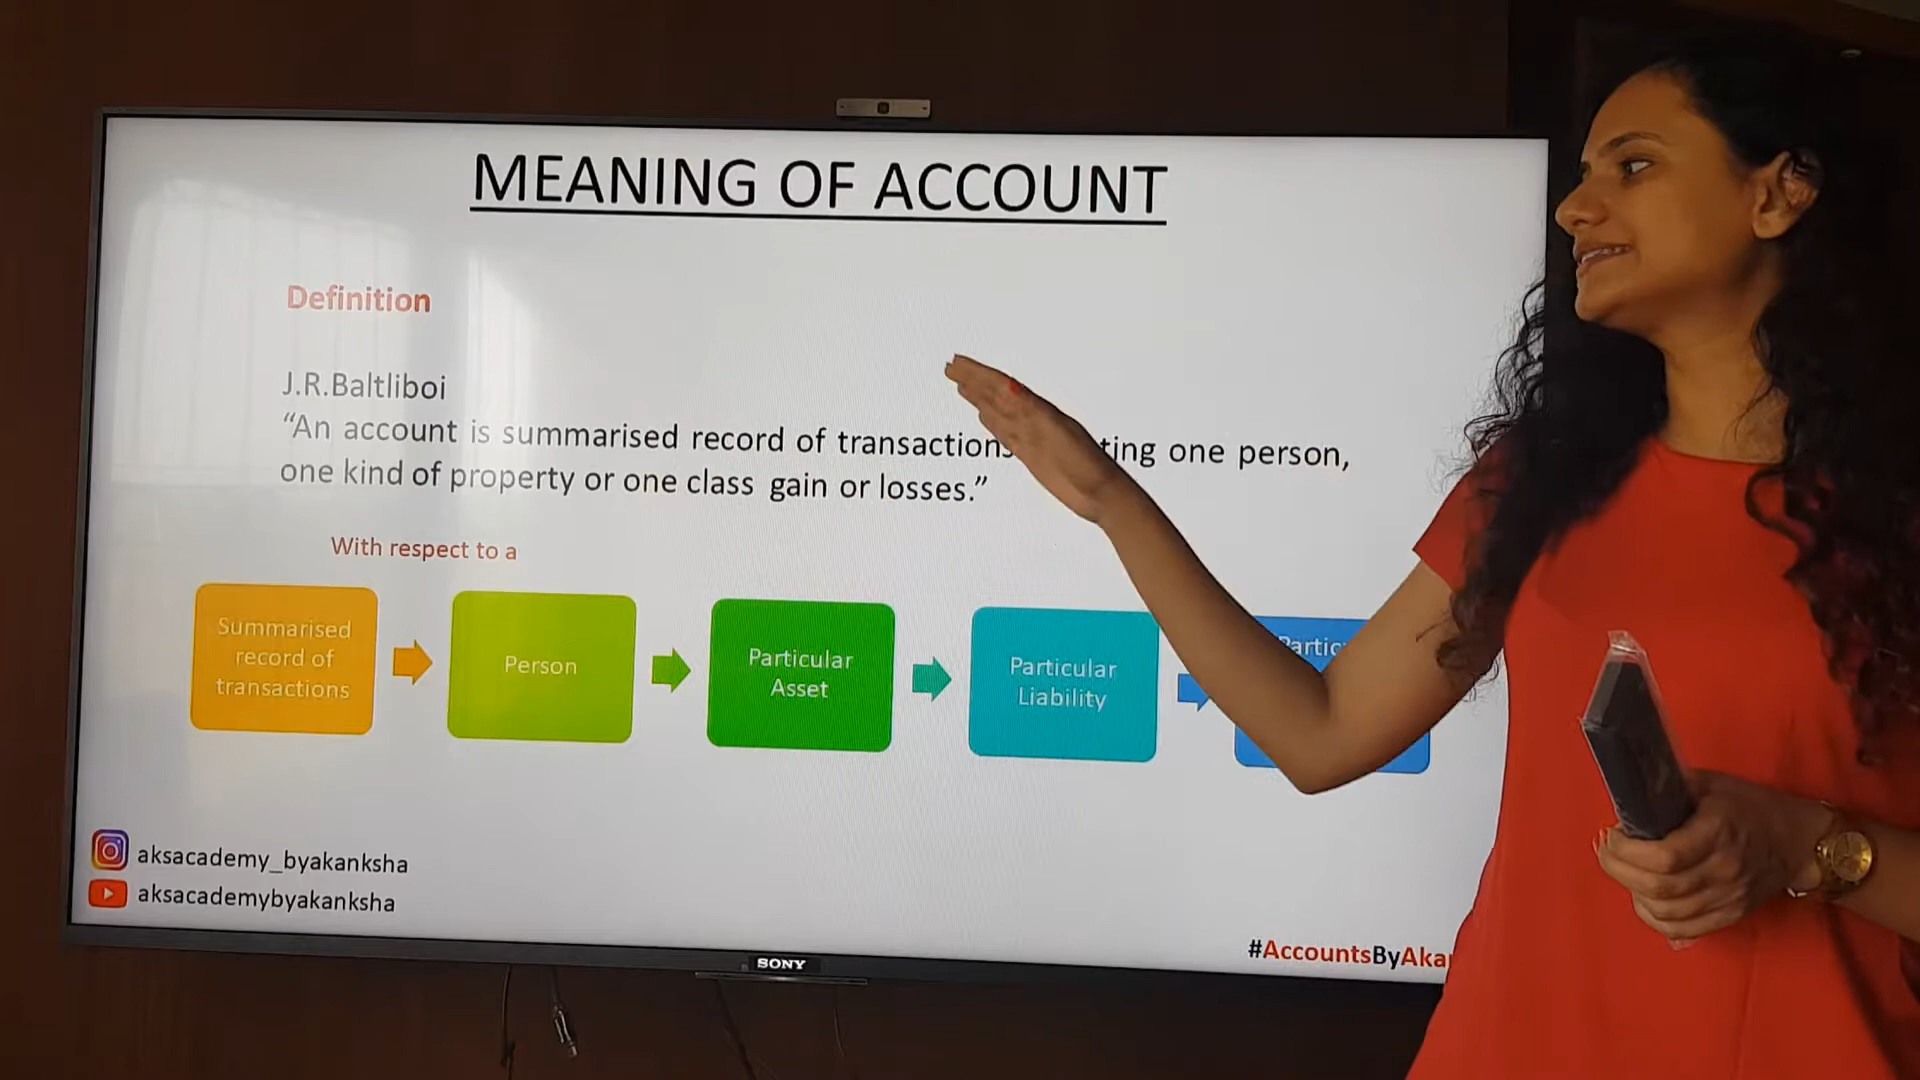 MEANING OF ACCOUNT
Definition
J.R.Baltliboi
“An account is summarised record of transactions one person,
one kind of property or one class gain or losses.”
With respect to a
Summarised
record of
transactions
Person
Particular
Asset
Particular
Liability
aksacademy_byakanksha
aksacademybyakanksha
#AccountsByAka
SONY